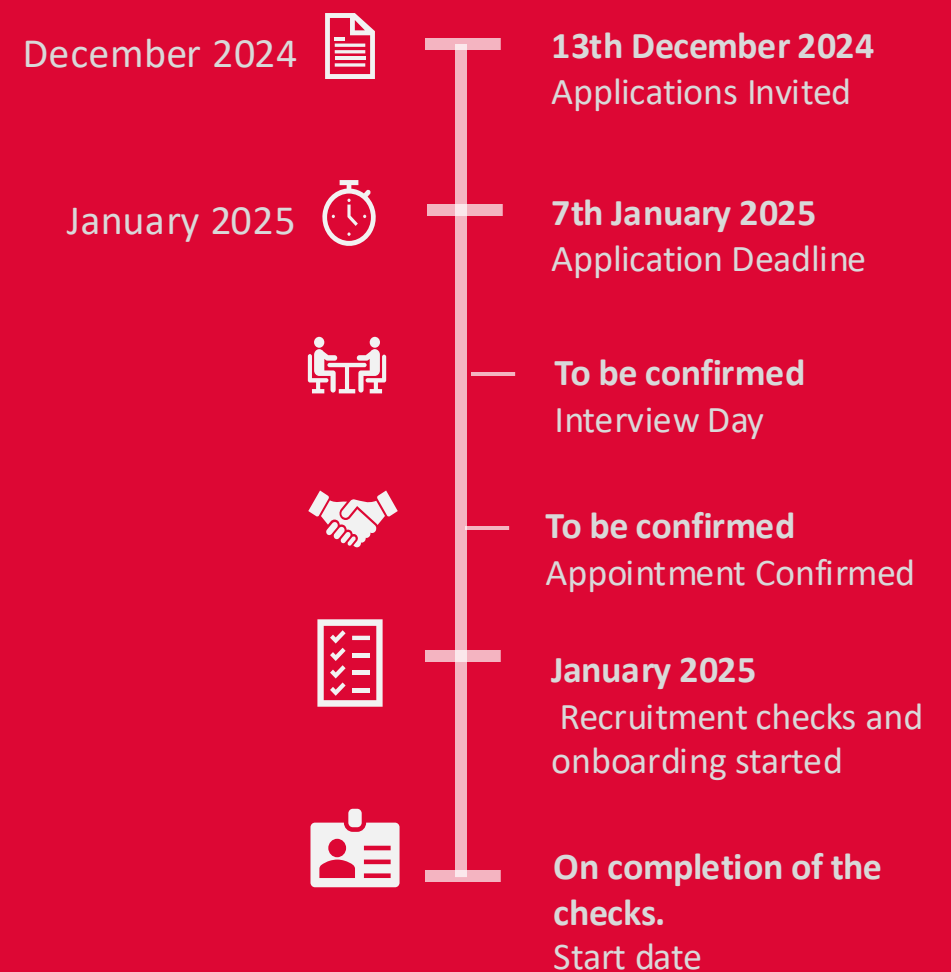 December 2024
13th December 2024
Applications Invited
January 2025
7th January 2025
Application Deadline
To be confirmed
Interview Day
To be confirmed
Appointment Confirmed
January 2025
Recruitment checks and
onboarding started
On completion of the
checks.
Start date